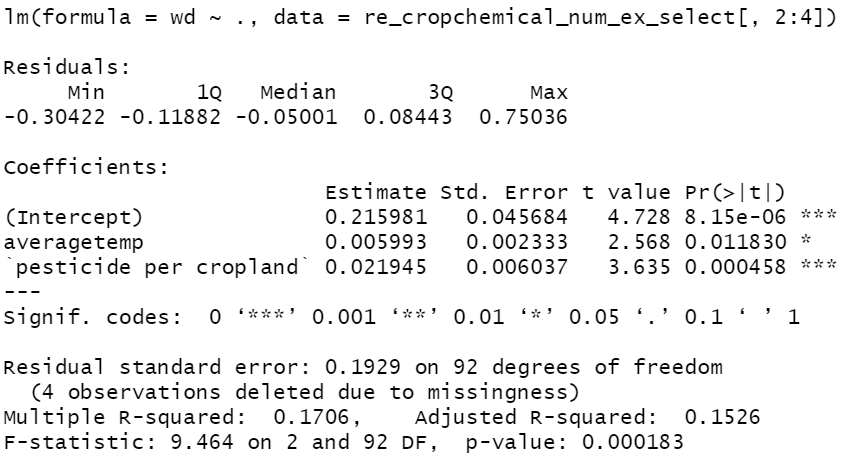 lm(formula = wd ~ ., data = re_cropchemical_num_ex_select[, 2:4])
Residuals:
Min 1Q Median 3Q Max
-0.30422 -0.11882 -0.05001 0.08443 0.75036
Coefficients:
Estimate Std. Error t value Pr(>|t|)
(Intercept) 0.215981 0.045684 4.728 8.15e-06 ***
averagetemp 0.005993 0.002333 2.568 0.011830 *
`pesticide per cropland` 0.021945 0.006037 3.635 0.000458 ***
---
Signif. codes: 0 ‘***’ 0.001 ‘**’ 0.01 ‘*’ 0.05 ‘.’ 0.1 ‘ ’ 1
Residual standard error: 0.1929 on 92 degrees of freedom
(4 observations deleted due to missingness)
Multiple R-squared: 0.1706, Adjusted R-squared: 0.1526
F-statistic: 9.464 on 2 and 92 DF, p-value: 0.000183